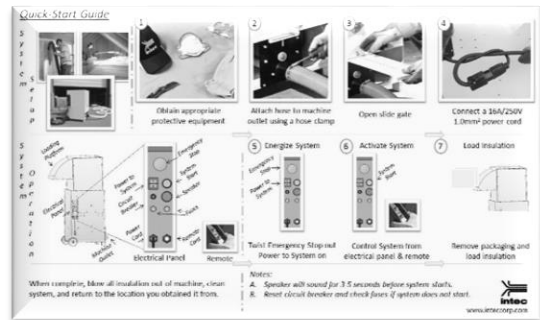 Quick-Start Guide
System Setup
1
2
3
4
Obtain appropriate
protective equipment
Attach hose to machine
outlet using a hose clamp
Open slide gate
Connect a 16A/250V
1.0mm² power cord
System Operation
Loading
Platform
Electrical
Panel
Machine
Outlet
Emergency
Stop
System
Start
Speaker
Fuses
Remote
Cord
Power to
System
Circuit
Breaker
Power
Cord
Electrical Panel
Remote
5 Energize System
Emergency
Stop
Power to
System
Twist Emergency Stop out
Power to System on
6 Activate System
System
Start
Control System from
electrical panel & remote
7 Load Insulation
Remove packaging and
load insulation
When complete, blow all insulation out of machine, clean
system, and return to the location you obtained it from.
Notes:
A. Speaker will sound for 3.5 seconds before system starts.
B. Reset circuit breaker and check fuses if system does not start.
intec
www.inteccorp.com